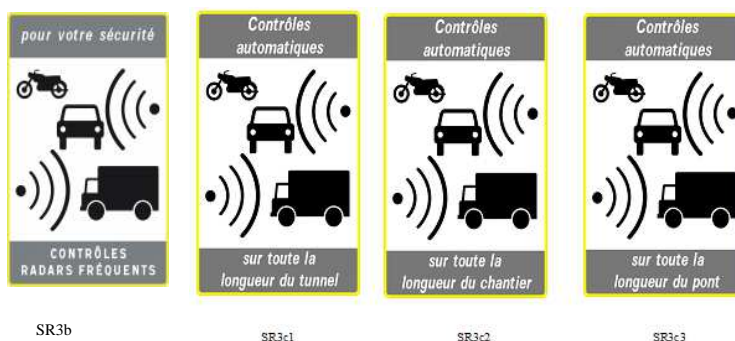 pour votre sécurité
CONTRÔLES
RADARS FRÉQUENTS
SR3b
Contrôles
automatiques
sur toute la
longueur du tunnel
SR3c1
Contrôles
automatiques
sur toute la
longueur du chantier
SR3c2
Contrôles
automatiques
sur toute la
longueur du pont
SR3c3